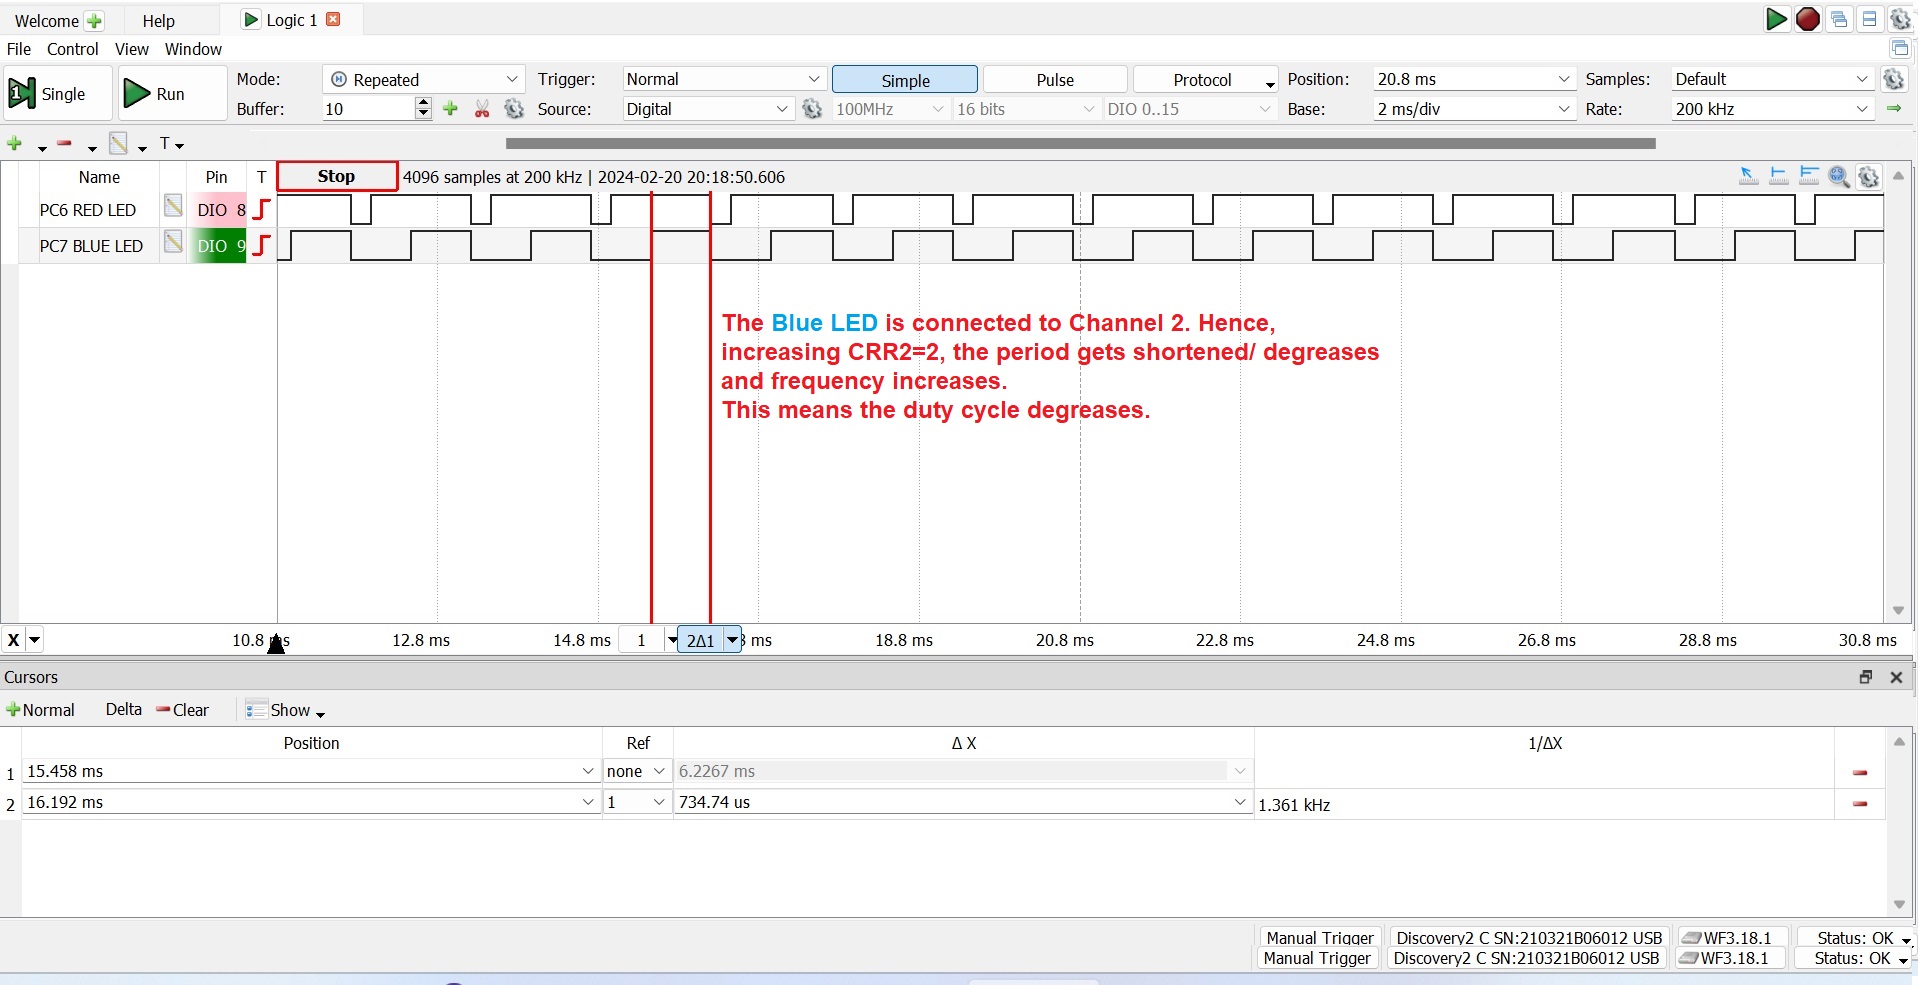 Welcome Help Logic 1
File Control View Window
Single Run Mode: Repeated Trigger: Normal Simple Pulse Protocol Position: 20.8 ms Samples: Default
Buffer: 10 Source: Digital 100MHz 16 bits DIO 0..15 Base: 2 ms/div Rate: 200 kHz
T
Name Pin T Stop 4096 samples at 200 kHz | 2024-02-20 20:18:50.606
PC6 RED LED DIO 8
PC7 BLUE LED DIO 9
The Blue LED is connected to Channel 2. Hence,
increasing CRR2=2, the period gets shortened/ degreases
and frequency increases.
This means the duty cycle degreases.
X 10.8 ms 12.8 ms 14.8 ms 1 2Δ1 ms 18.8 ms 20.8 ms 22.8 ms 24.8 ms 26.8 ms 28.8 ms 30.8 ms
Cursors
Normal Delta Clear Show
Position Ref Δ X 1/ΔX
1 15.458 ms none 6.2267 ms
2 16.192 ms 1 734.74 us 1.361 kHz
Manual Trigger Discovery2 C SN:210321B06012 USB WF3.18.1 Status: OK
Manual Trigger Discovery2 C SN:210321B06012 USB WF3.18.1 Status: OK